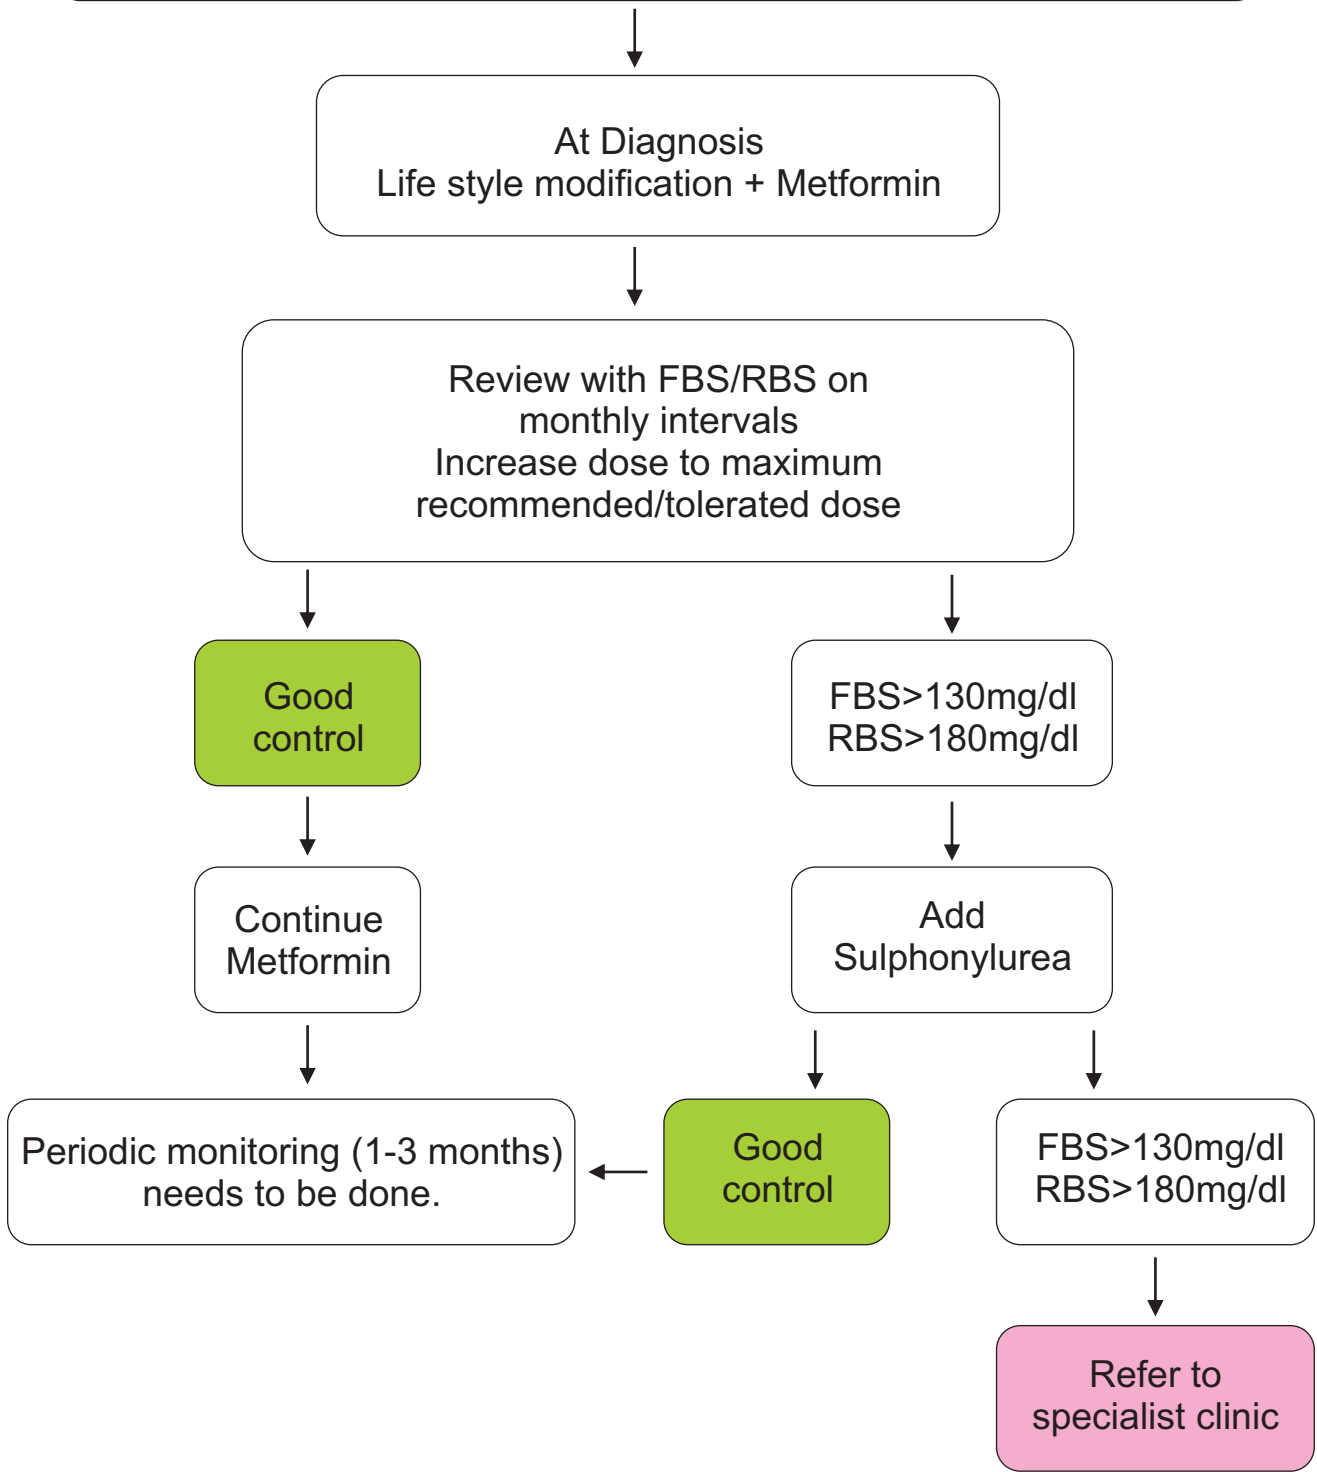 At Diagnosis
Life style modification + Metformin
Review with FBS/RBS on
monthly intervals
Increase dose to maximum
recommended/tolerated dose
Good
control
FBS>130mg/dl
RBS>180mg/dl
Continue
Metformin
Add
Sulphonylurea
Periodic monitoring (1-3 months)
needs to be done.
Good
control
FBS>130mg/dl
RBS>180mg/dl
Refer to
specialist clinic